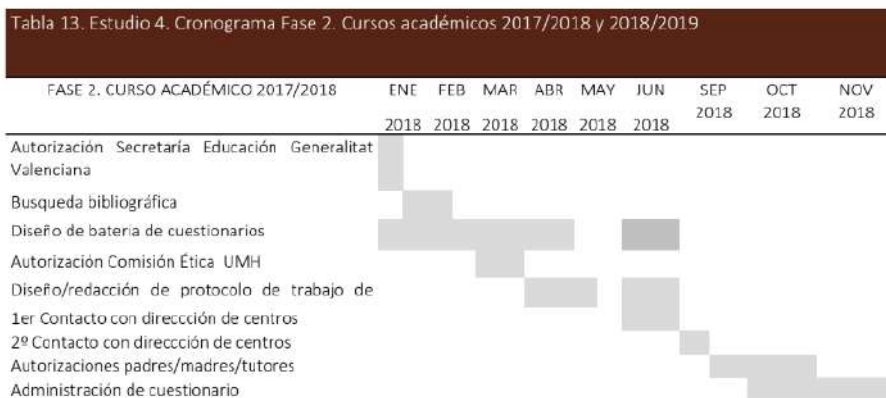 Tabla 13. Estudio 4. Cronograma Fase 2. Cursos académicos 2017/2018 y 2018/2019
FASE 2. CURSO ACADÉMICO 2017/2018 ENE FEB MAR ABR MAY JUN SEP OCT NOV
2018 2018 2018 2018 2018 2018 2018 2018 2018
Autorización Secretaría Educación Generalitat
Valenciana
Busqueda bibliográfica
Diseño de bateria de cuestionarios
Autorización Comisión Ética UMH
Diseño/redacción de protocolo de trabajo de
1er Contacto con direccción de centros
2º Contacto con direccción de centros
Autorizaciones padres/madres/tutores
Administración de cuestionario